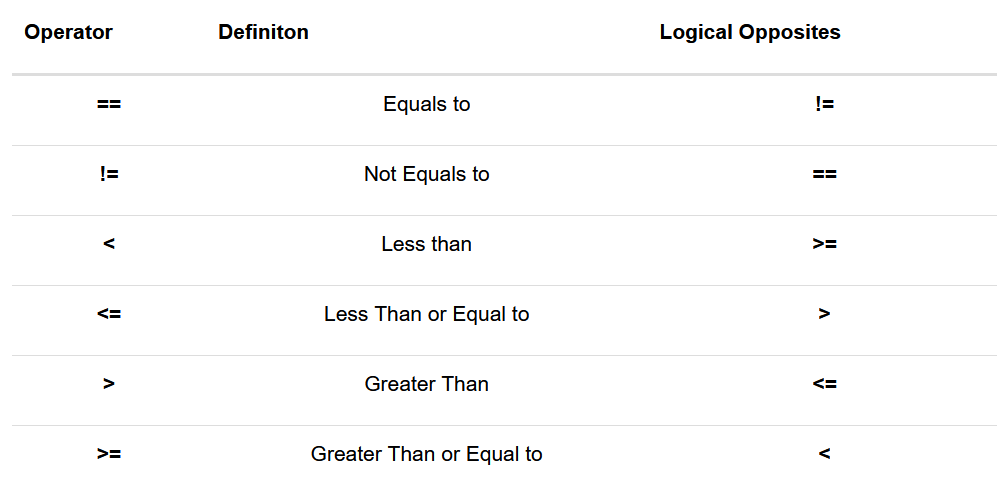 Operator Definiton Logical Opposites
== Equals to !=
!= Not Equals to ==
< Less than >=
<= Less Than or Equal to >
> Greater Than <=
>= Greater Than or Equal to <